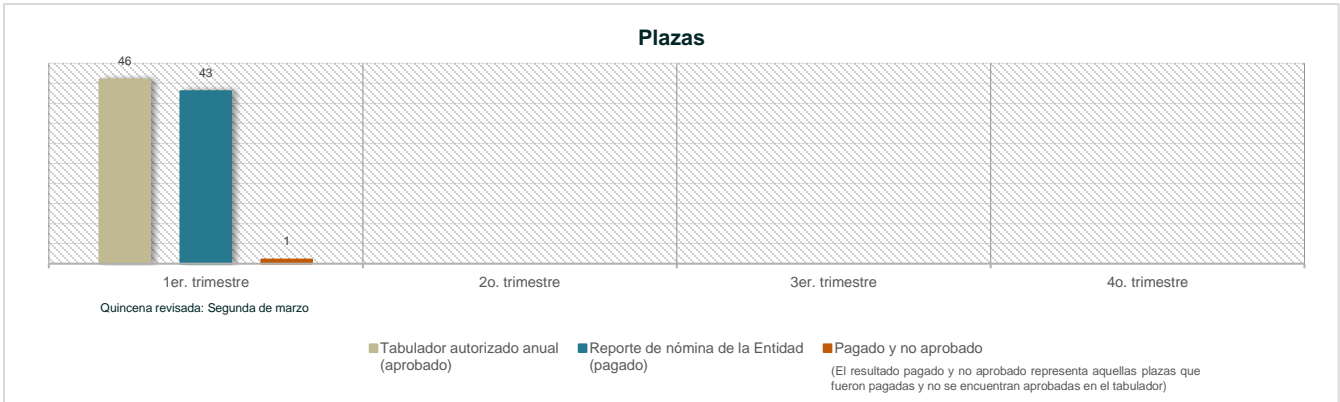 Plazas
46
43
1
1er. trimestre
2o. trimestre
3er. trimestre
4o. trimestre
Quincena revisada: Segunda de marzo
Tabulador autorizado anual
(aprobado)
Reporte de nómina de la Entidad
(pagado)
Pagado y no aprobado
(El resultado pagado y no aprobado representa aquellas plazas que
fueron pagadas y no se encuentran aprobadas en el tabulador)